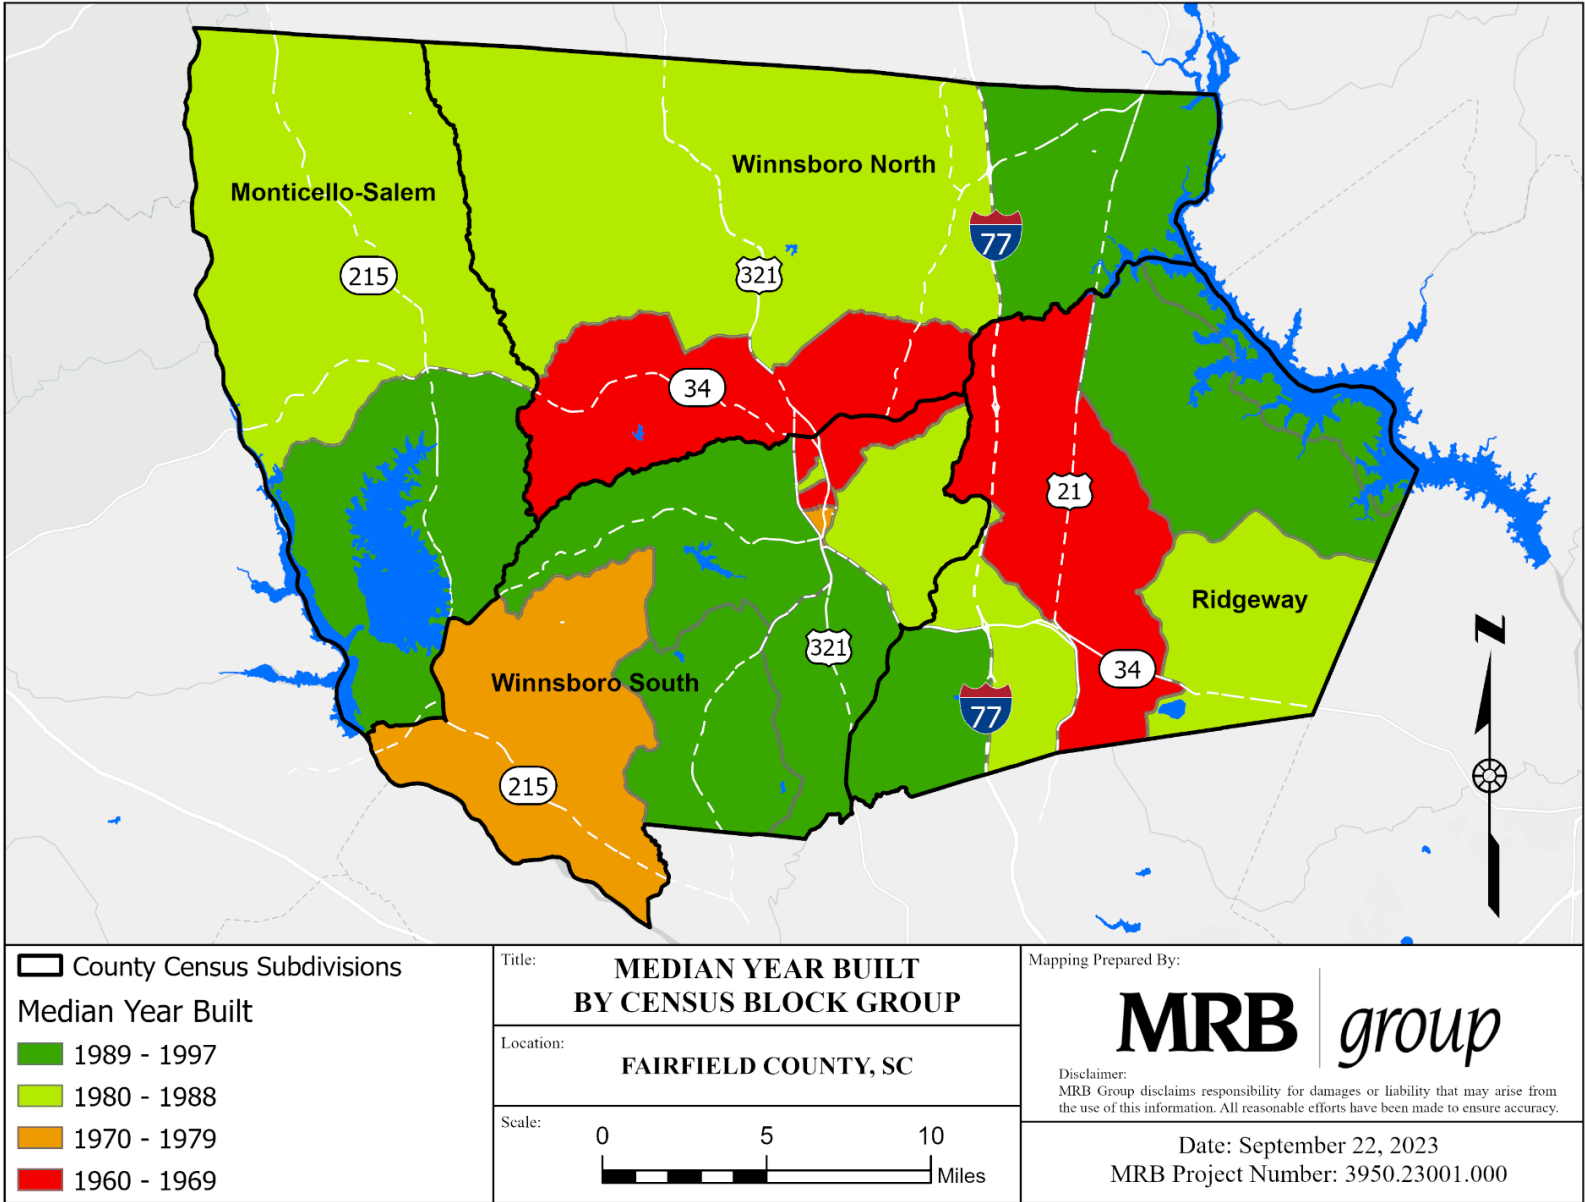 Winnsboro North
Monticello-Salem
77
215
321
34
21
Ridgeway
321
34
Winnsboro South
77
215
N
County Census Subdivisions
Median Year Built
1989 - 1997
1980 - 1988
1970 - 1979
1960 - 1969
Title:
MEDIAN YEAR BUILT
BY CENSUS BLOCK GROUP
Location:
FAIRFIELD COUNTY, SC
Scale:
0 5 10
Miles
Mapping Prepared By:
MRB group
Disclaimer:
MRB Group disclaims responsibility for damages or liability that may arise from
the use of this information. All reasonable efforts have been made to ensure accuracy.
Date: September 22, 2023
MRB Project Number: 3950.23001.000